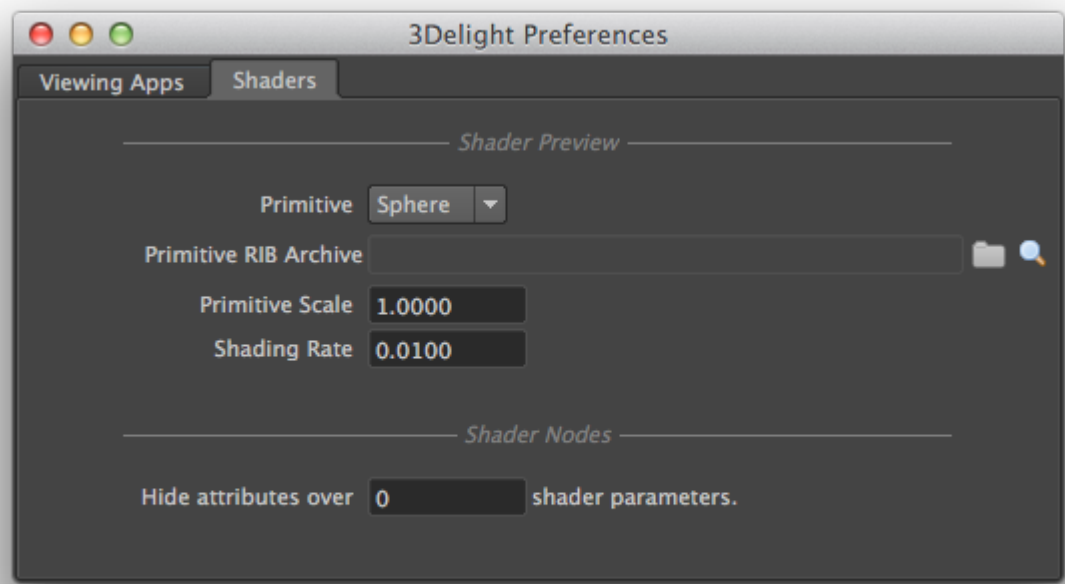 3Delight Preferences
Viewing Apps Shaders
Shader Preview
Primitive Sphere
Primitive RIB Archive
Primitive Scale 1.0000
Shading Rate 0.0100
Shader Nodes
Hide attributes over 0 shader parameters.